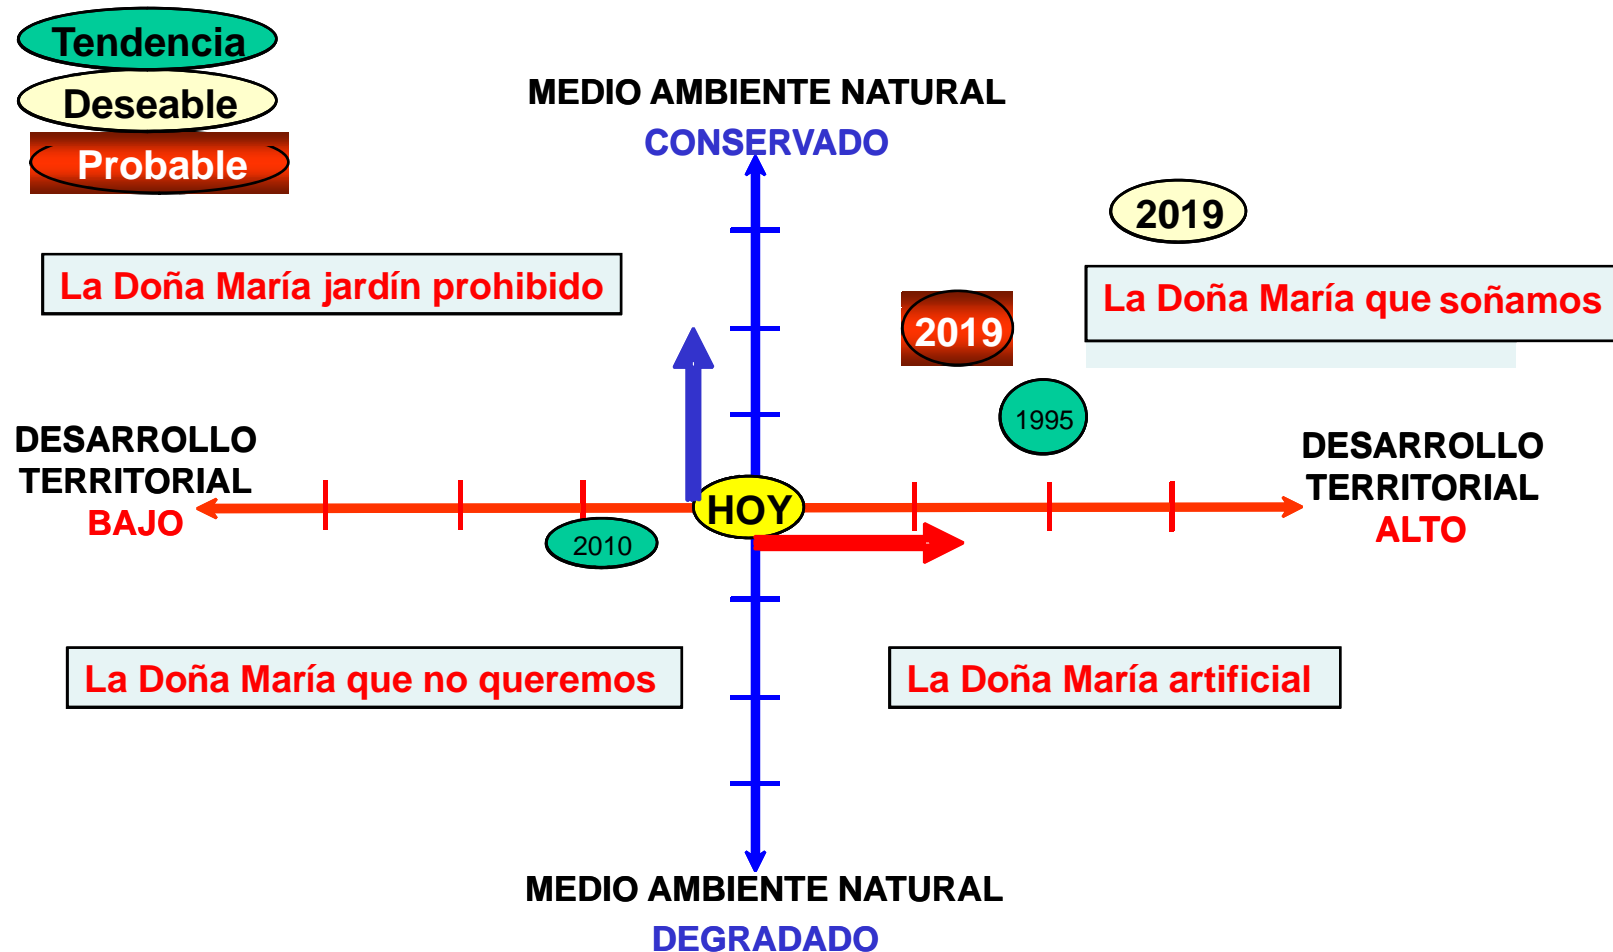 Tendencia
Deseable
Probable
MEDIO AMBIENTE NATURAL
CONSERVADO
2019
La Doña María jardín prohibido
La Doña María que soñamos
2019
1995
DESARROLLO
TERRITORIAL
BAJO
HOY
DESARROLLO
TERRITORIAL
ALTO
2010
La Doña María que no queremos
La Doña María artificial
MEDIO AMBIENTE NATURAL
DEGRADADO